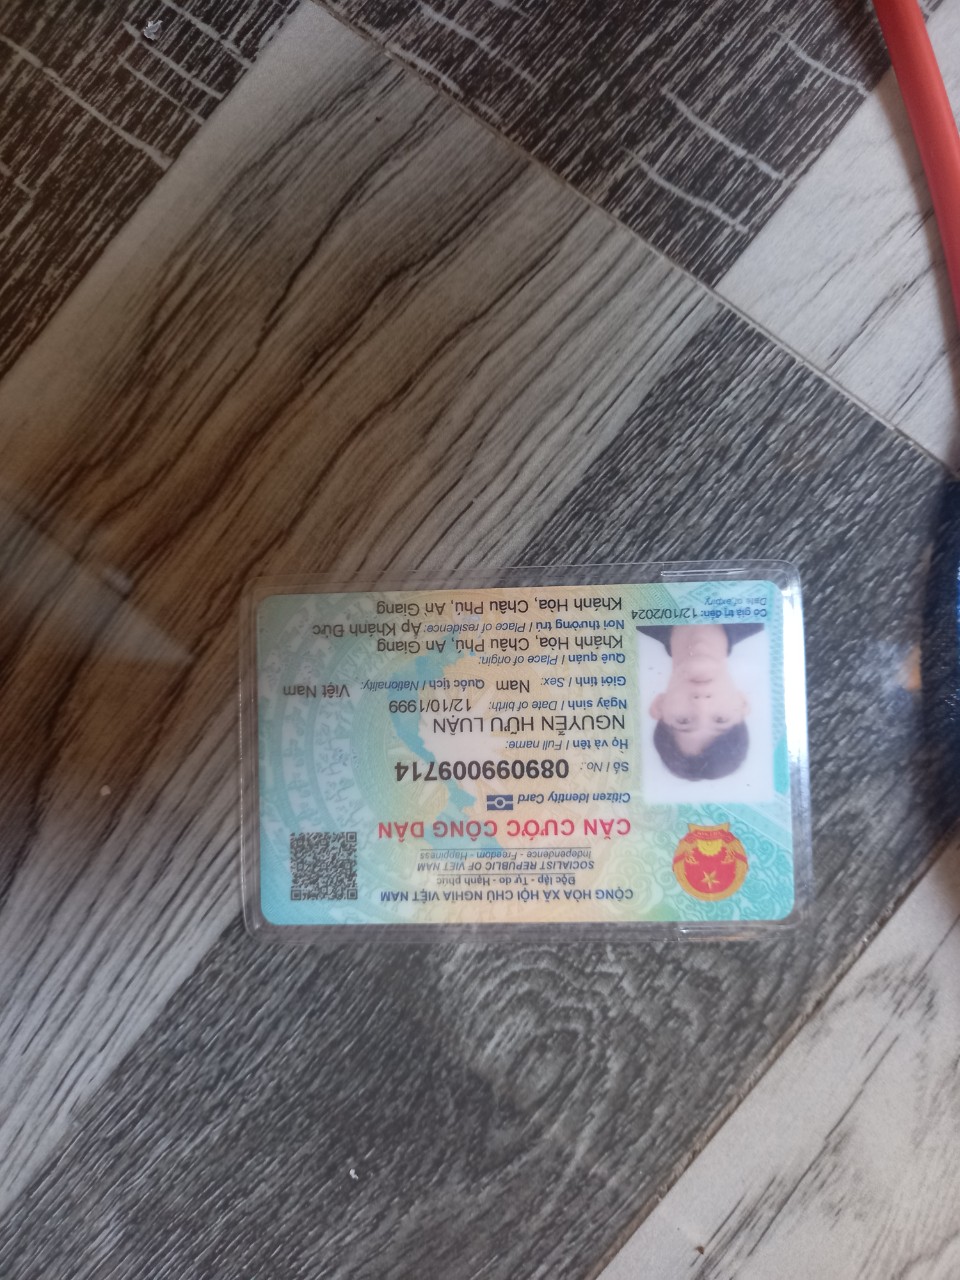 CỘNG HÒA XÃ HỘI CHỦ NGHĨA VIỆT NAM
Độc lập - Tự do - Hạnh phúc
SOCIALIST REPUBLIC OF VIET NAM
Independence - Freedom - Happiness
CĂN CƯỚC CÔNG DÂN
Citizen Identity Card
Số / No.: 089099009714
Họ và tên / Full name:
NGUYỄN HỮU LUÂN
Ngày sinh / Date of birth: 12/10/1999
Giới tính / Sex: Nam Quốc tịch / Nationality: Việt Nam
Quê quán / Place of origin:
Khánh Hòa, Châu Phú, An Giang
Nơi thường trú / Place of residence: Ấp Khánh Đức
Khánh Hòa, Châu Phú, An Giang
Có giá trị đến: 12/10/2024
Date of expiry